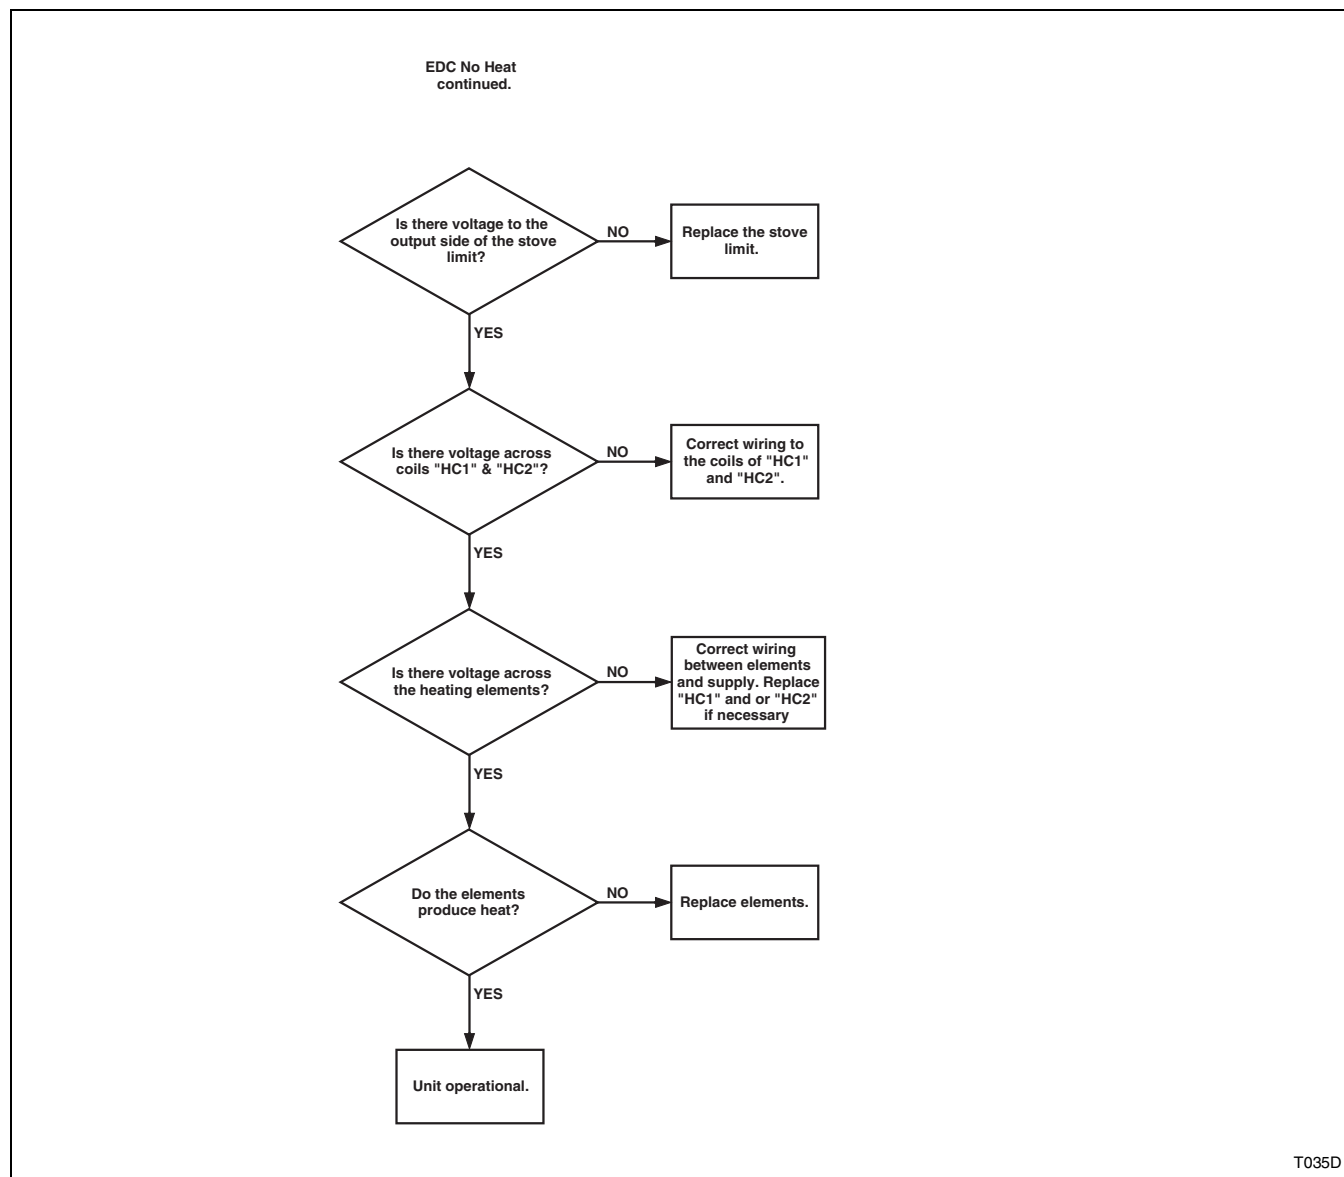 EDC No Heat
continued.
Is there voltage to the
output side of the stove
limit?
NO
Replace the stove
limit.
YES
Is there voltage across
coils "HC1" & "HC2"?
NO
Correct wiring to
the coils of "HC1"
and "HC2".
YES
Is there voltage across
the heating elements?
NO
Correct wiring
between elements
and supply. Replace
"HC1" and or "HC2"
if necessary
YES
Do the elements
produce heat?
NO
Replace elements.
YES
Unit operational.
T035D